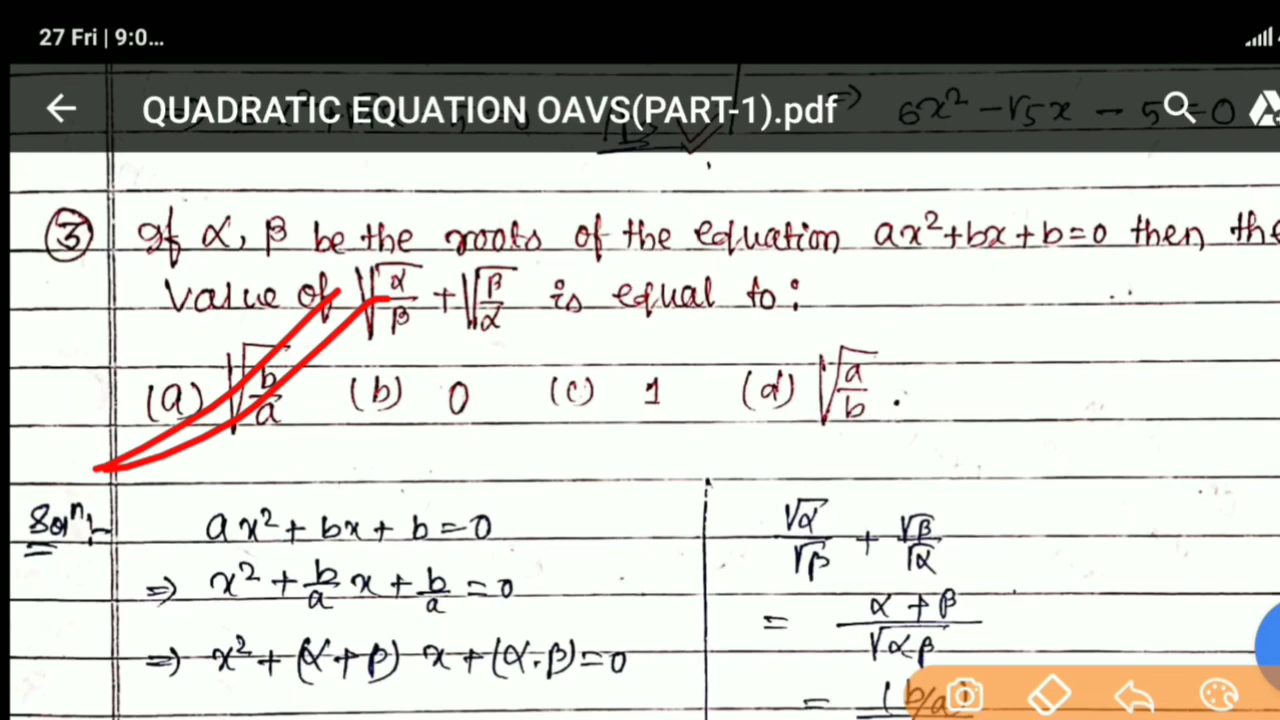 27 Fri | 9:0...
QUADRATIC EQUATION OAVS(PART-1).pdf
⇒ 6x² - √5x - 5 = 0
③ If α, β be the roots of the equation ax²+bx+b=0 then the
Value of √(α/β) + √(β/α) is equal to:
(a) √(b/a) (b) 0 (c) 1 (d) √(a/b).
Solⁿ:-
ax² + bx + b = 0
⇒ x² + b/a x + b/a = 0
⇒ x² + (α+β) x + (α.β) = 0
√α/√β + √β/√α
= α + β / √αβ
= (b/a)